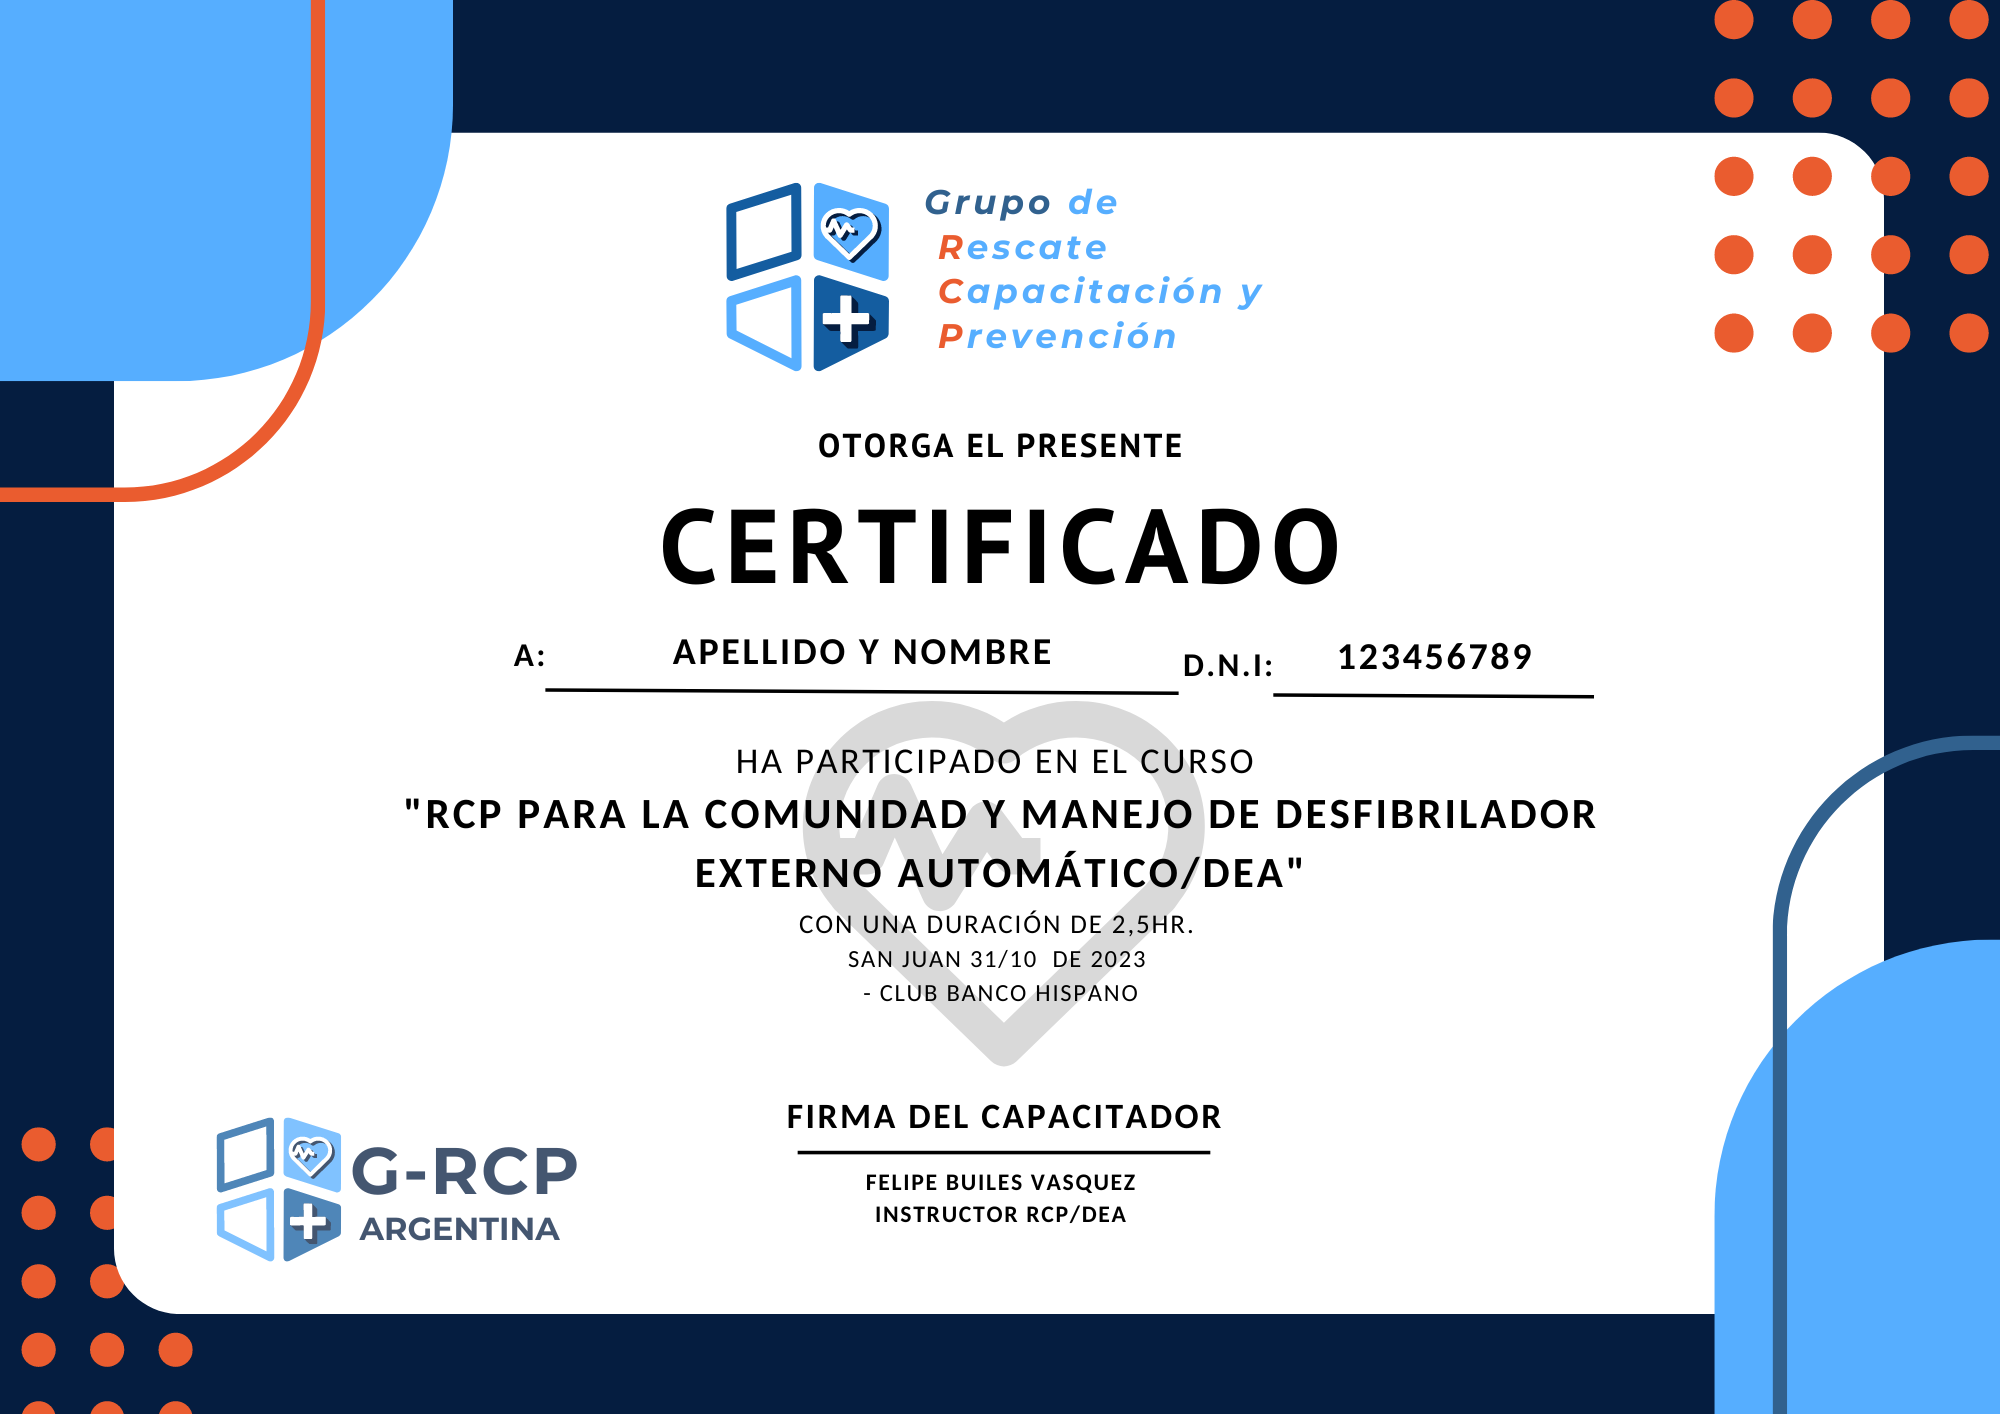 Grupo de
Rescate
Capacitación y
Prevención
OTORGA EL PRESENTE
CERTIFICADO
A: APELLIDO Y NOMBRE D.N.I: 123456789
HA PARTICIPADO EN EL CURSO
"RCP PARA LA COMUNIDAD Y MANEJO DE DESFIBRILADOR
EXTERNO AUTOMÁTICO/DEA"
CON UNA DURACIÓN DE 2,5HR.
SAN JUAN 31/10 DE 2023
- CLUB BANCO HISPANO
FIRMA DEL CAPACITADOR
FELIPE BUILES VASQUEZ
INSTRUCTOR RCP/DEA
G-RCP
ARGENTINA